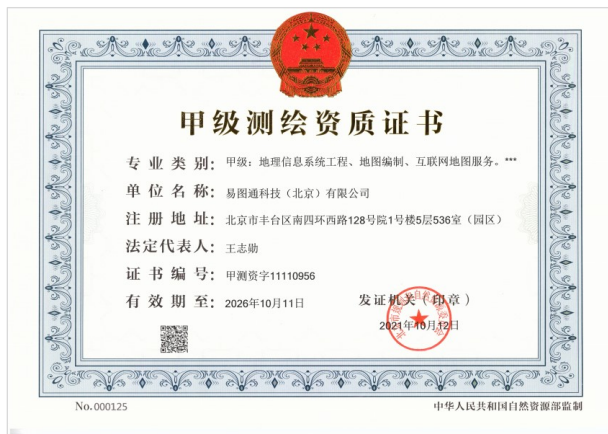 甲级测绘资质证书
专业类别：甲级：地理信息系统工程、地图编制、互联网地图服务。***
单位名称：易图通科技（北京）有限公司
注册地址：北京市丰台区南四环西路128号院1号楼5层536室（园区）
法定代表人：王志勋
证书编号：甲测资字11110956
有效期至：2026年10月11日
发证机关（印章）
2021年10月12日
No.000125
中华人民共和国自然资源部监制